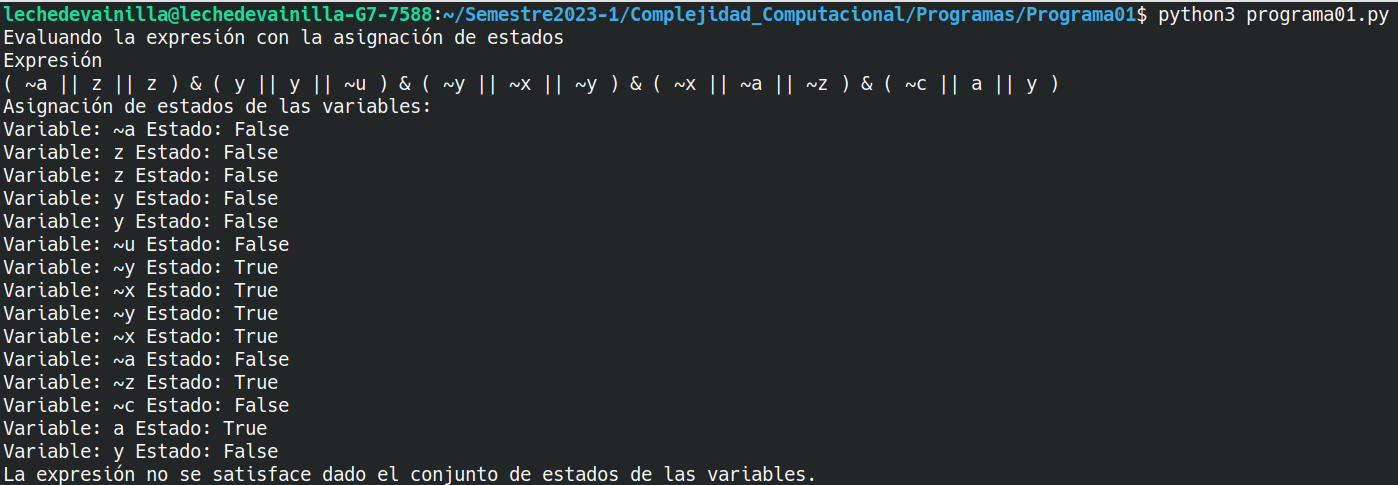 lechedevainilla@lechedevainilla-G7-7588:~/Semestre2023-1/Complejidad_Computacional/Programas/Programa01$ python3 programa01.py
Evaluando la expresión con la asignación de estados
Expresión
( ~a || z || z ) & ( y || y || ~u ) & ( ~y || ~x || ~y ) & ( ~x || ~a || ~z ) & ( ~c || a || y )
Asignación de estados de las variables:
Variable: ~a Estado: False
Variable: z Estado: False
Variable: z Estado: False
Variable: y Estado: False
Variable: y Estado: False
Variable: ~u Estado: False
Variable: ~y Estado: True
Variable: ~x Estado: True
Variable: ~y Estado: True
Variable: ~x Estado: True
Variable: ~a Estado: False
Variable: ~z Estado: True
Variable: ~c Estado: False
Variable: a Estado: True
Variable: y Estado: False
La expresión no se satisface dado el conjunto de estados de las variables.